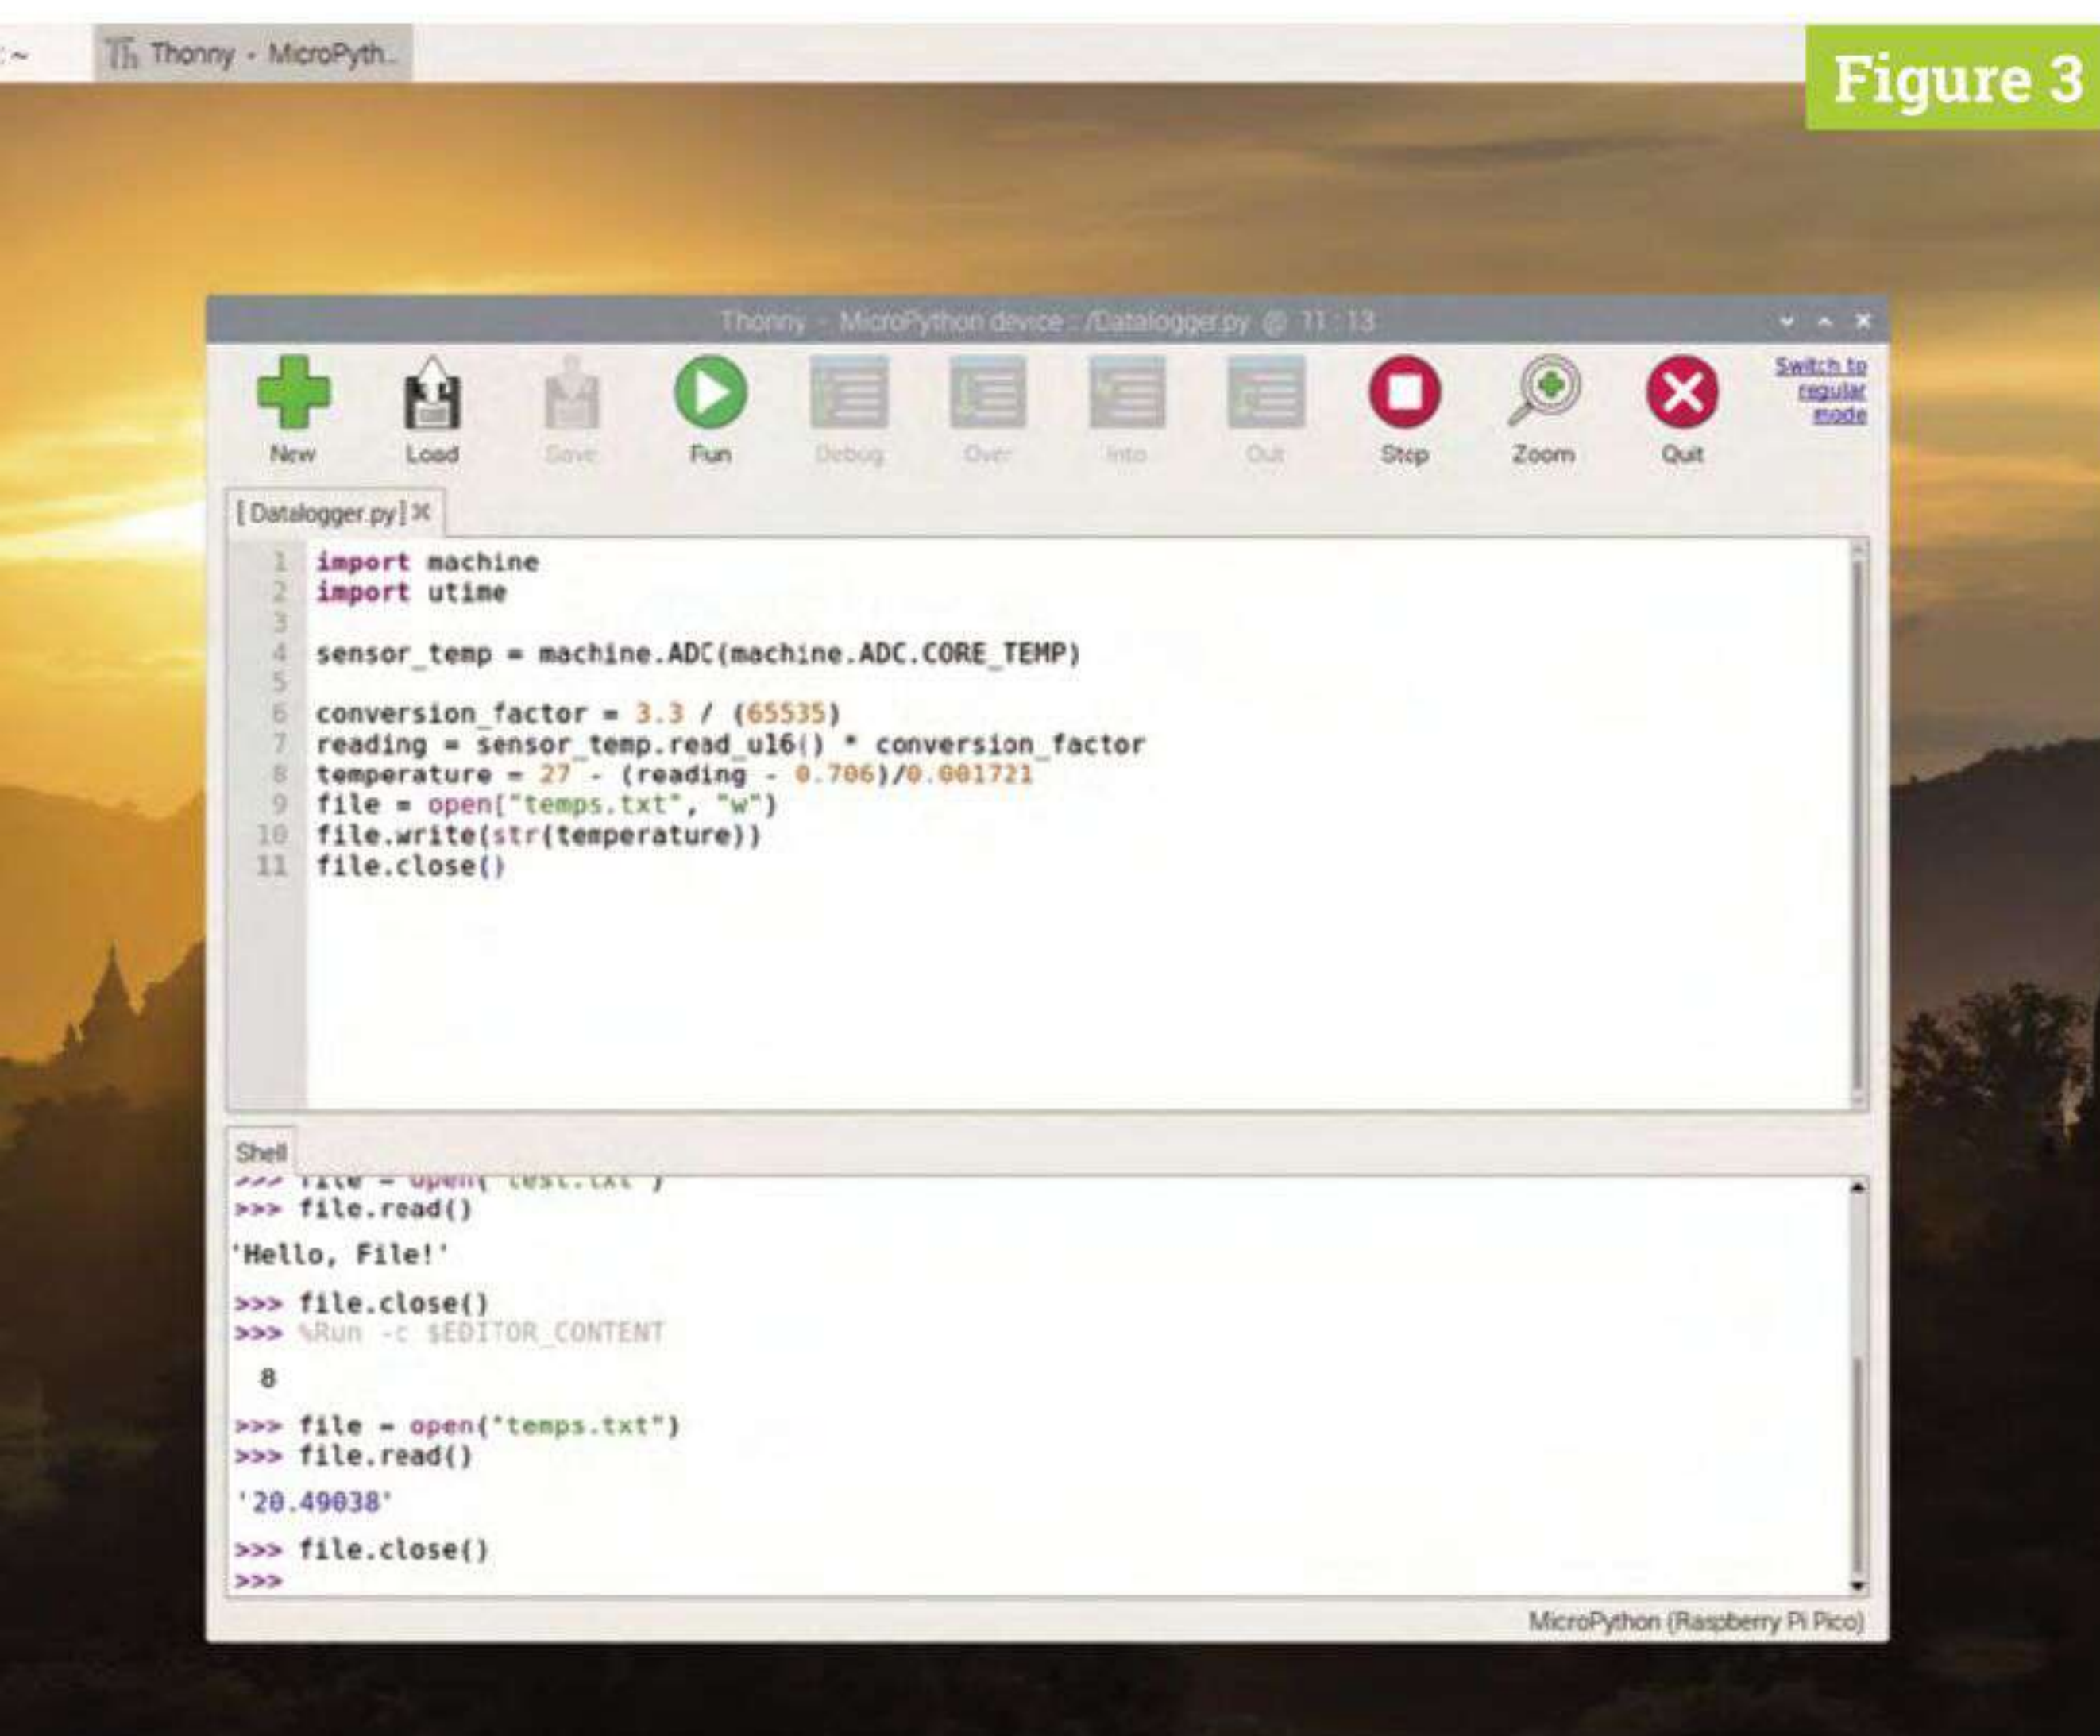 Thonny - MicroPyth..
Figure 3
Thonny - MicroPython device : /Datalogger.py @ 11 : 13
New Load Save Run Debug Over Into Out Stop Zoom Quit
Switch to
regular
mode
[ Datalogger.py ]
1 import machine
2 import utime
3
4 sensor_temp = machine.ADC(machine.ADC.CORE_TEMP)
5
6 conversion_factor = 3.3 / (65535)
7 reading = sensor_temp.read_u16() * conversion_factor
8 temperature = 27 - (reading - 0.706)/0.001721
9 file = open("temps.txt", "w")
10 file.write(str(temperature))
11 file.close()
Shell
>>> file = open("test.txt")
>>> file.read()
'Hello, File!'
>>> file.close()
>>> %Run -c $EDITOR_CONTENT
8
>>> file = open("temps.txt")
>>> file.read()
'20.49038'
>>> file.close()
>>>
MicroPython (Raspberry Pi Pico)